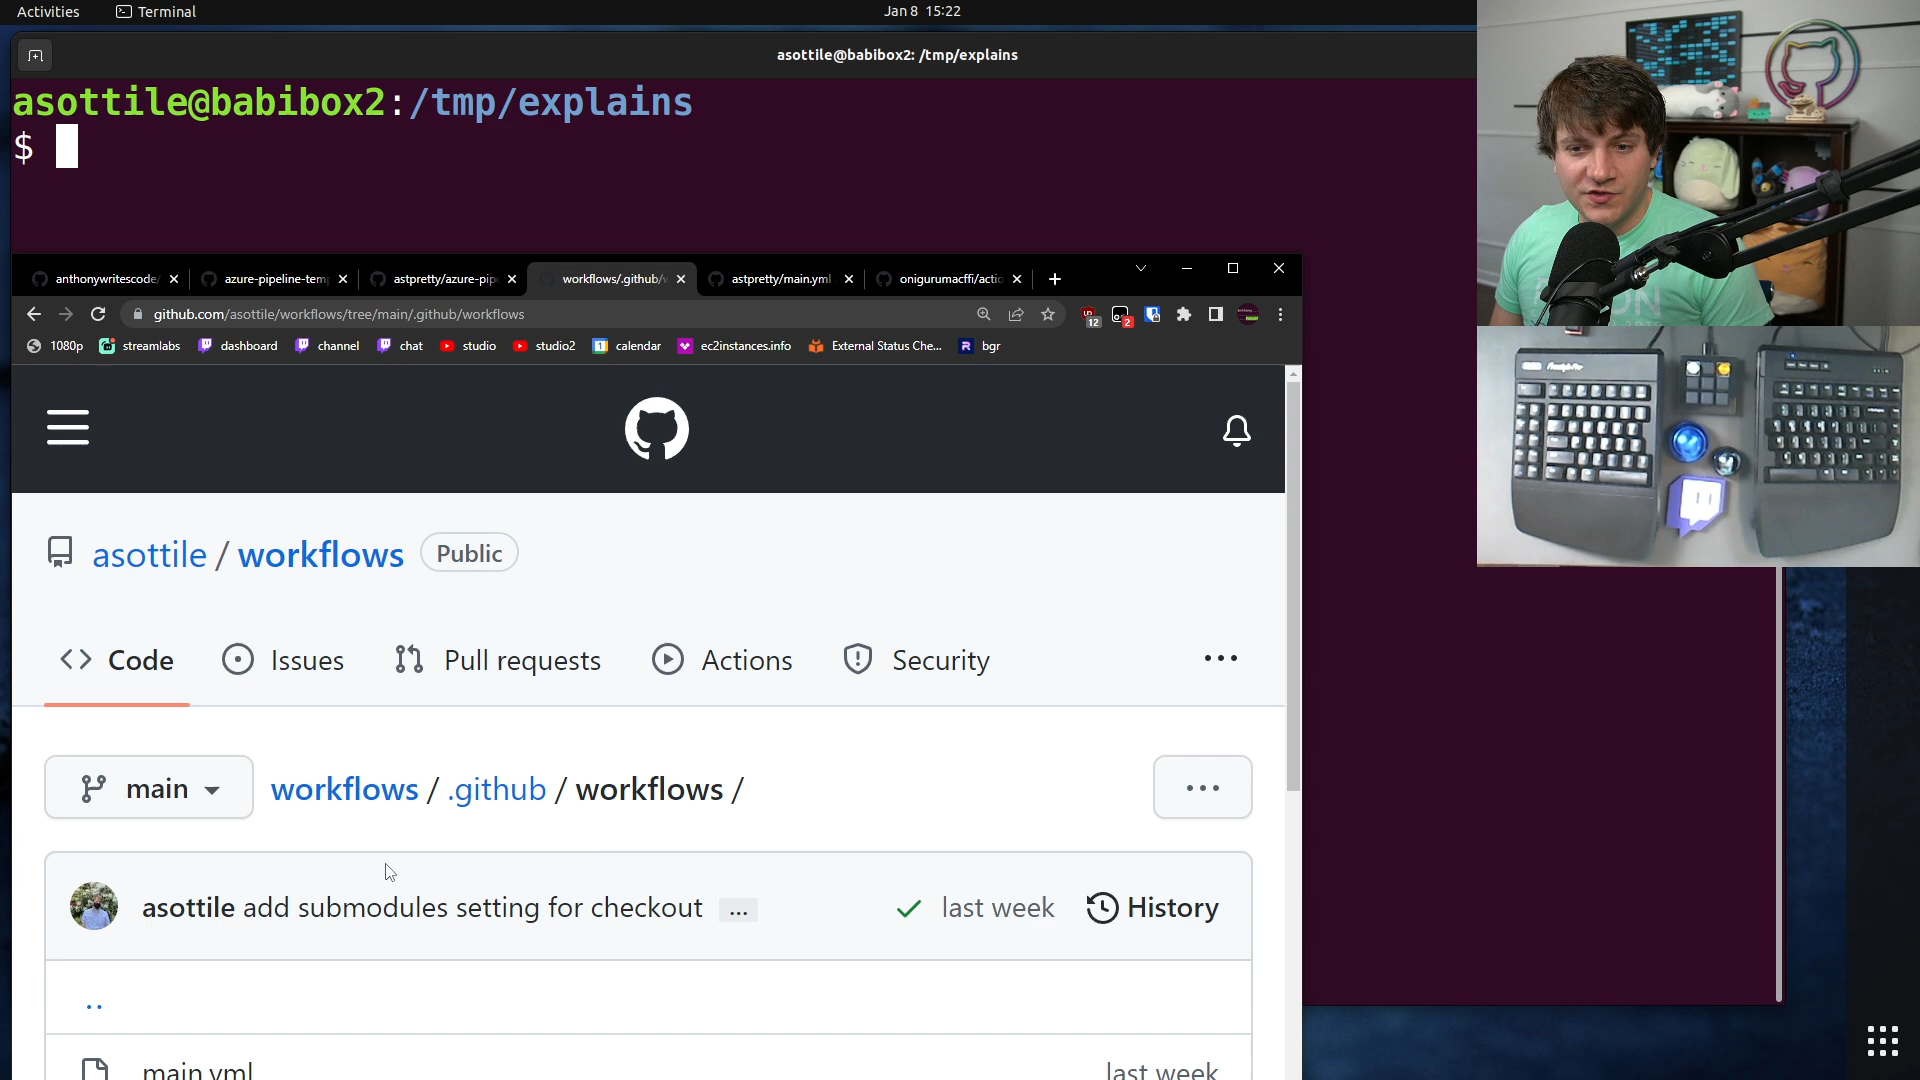 Activities
Terminal
Jan 8 15:22
asottile@babibox2: /tmp/explains
asottile@babibox2:/tmp/explains
$
anthonywritescode/
azure-pipeline-tem
astpretty/azure-pip
workflows/.github/w
astpretty/main.yml
onigurumacffi/actio
github.com/asottile/workflows/tree/main/.github/workflows
12
2
1080p
streamlabs
dashboard
channel
chat
studio
studio2
calendar
ec2instances.info
External Status Che...
bgr
asottile / workflows
Public
Code
Issues
Pull requests
Actions
Security
main
workflows / .github / workflows /
asottile add submodules setting for checkout
...
last week
History
..
main.yml
last week